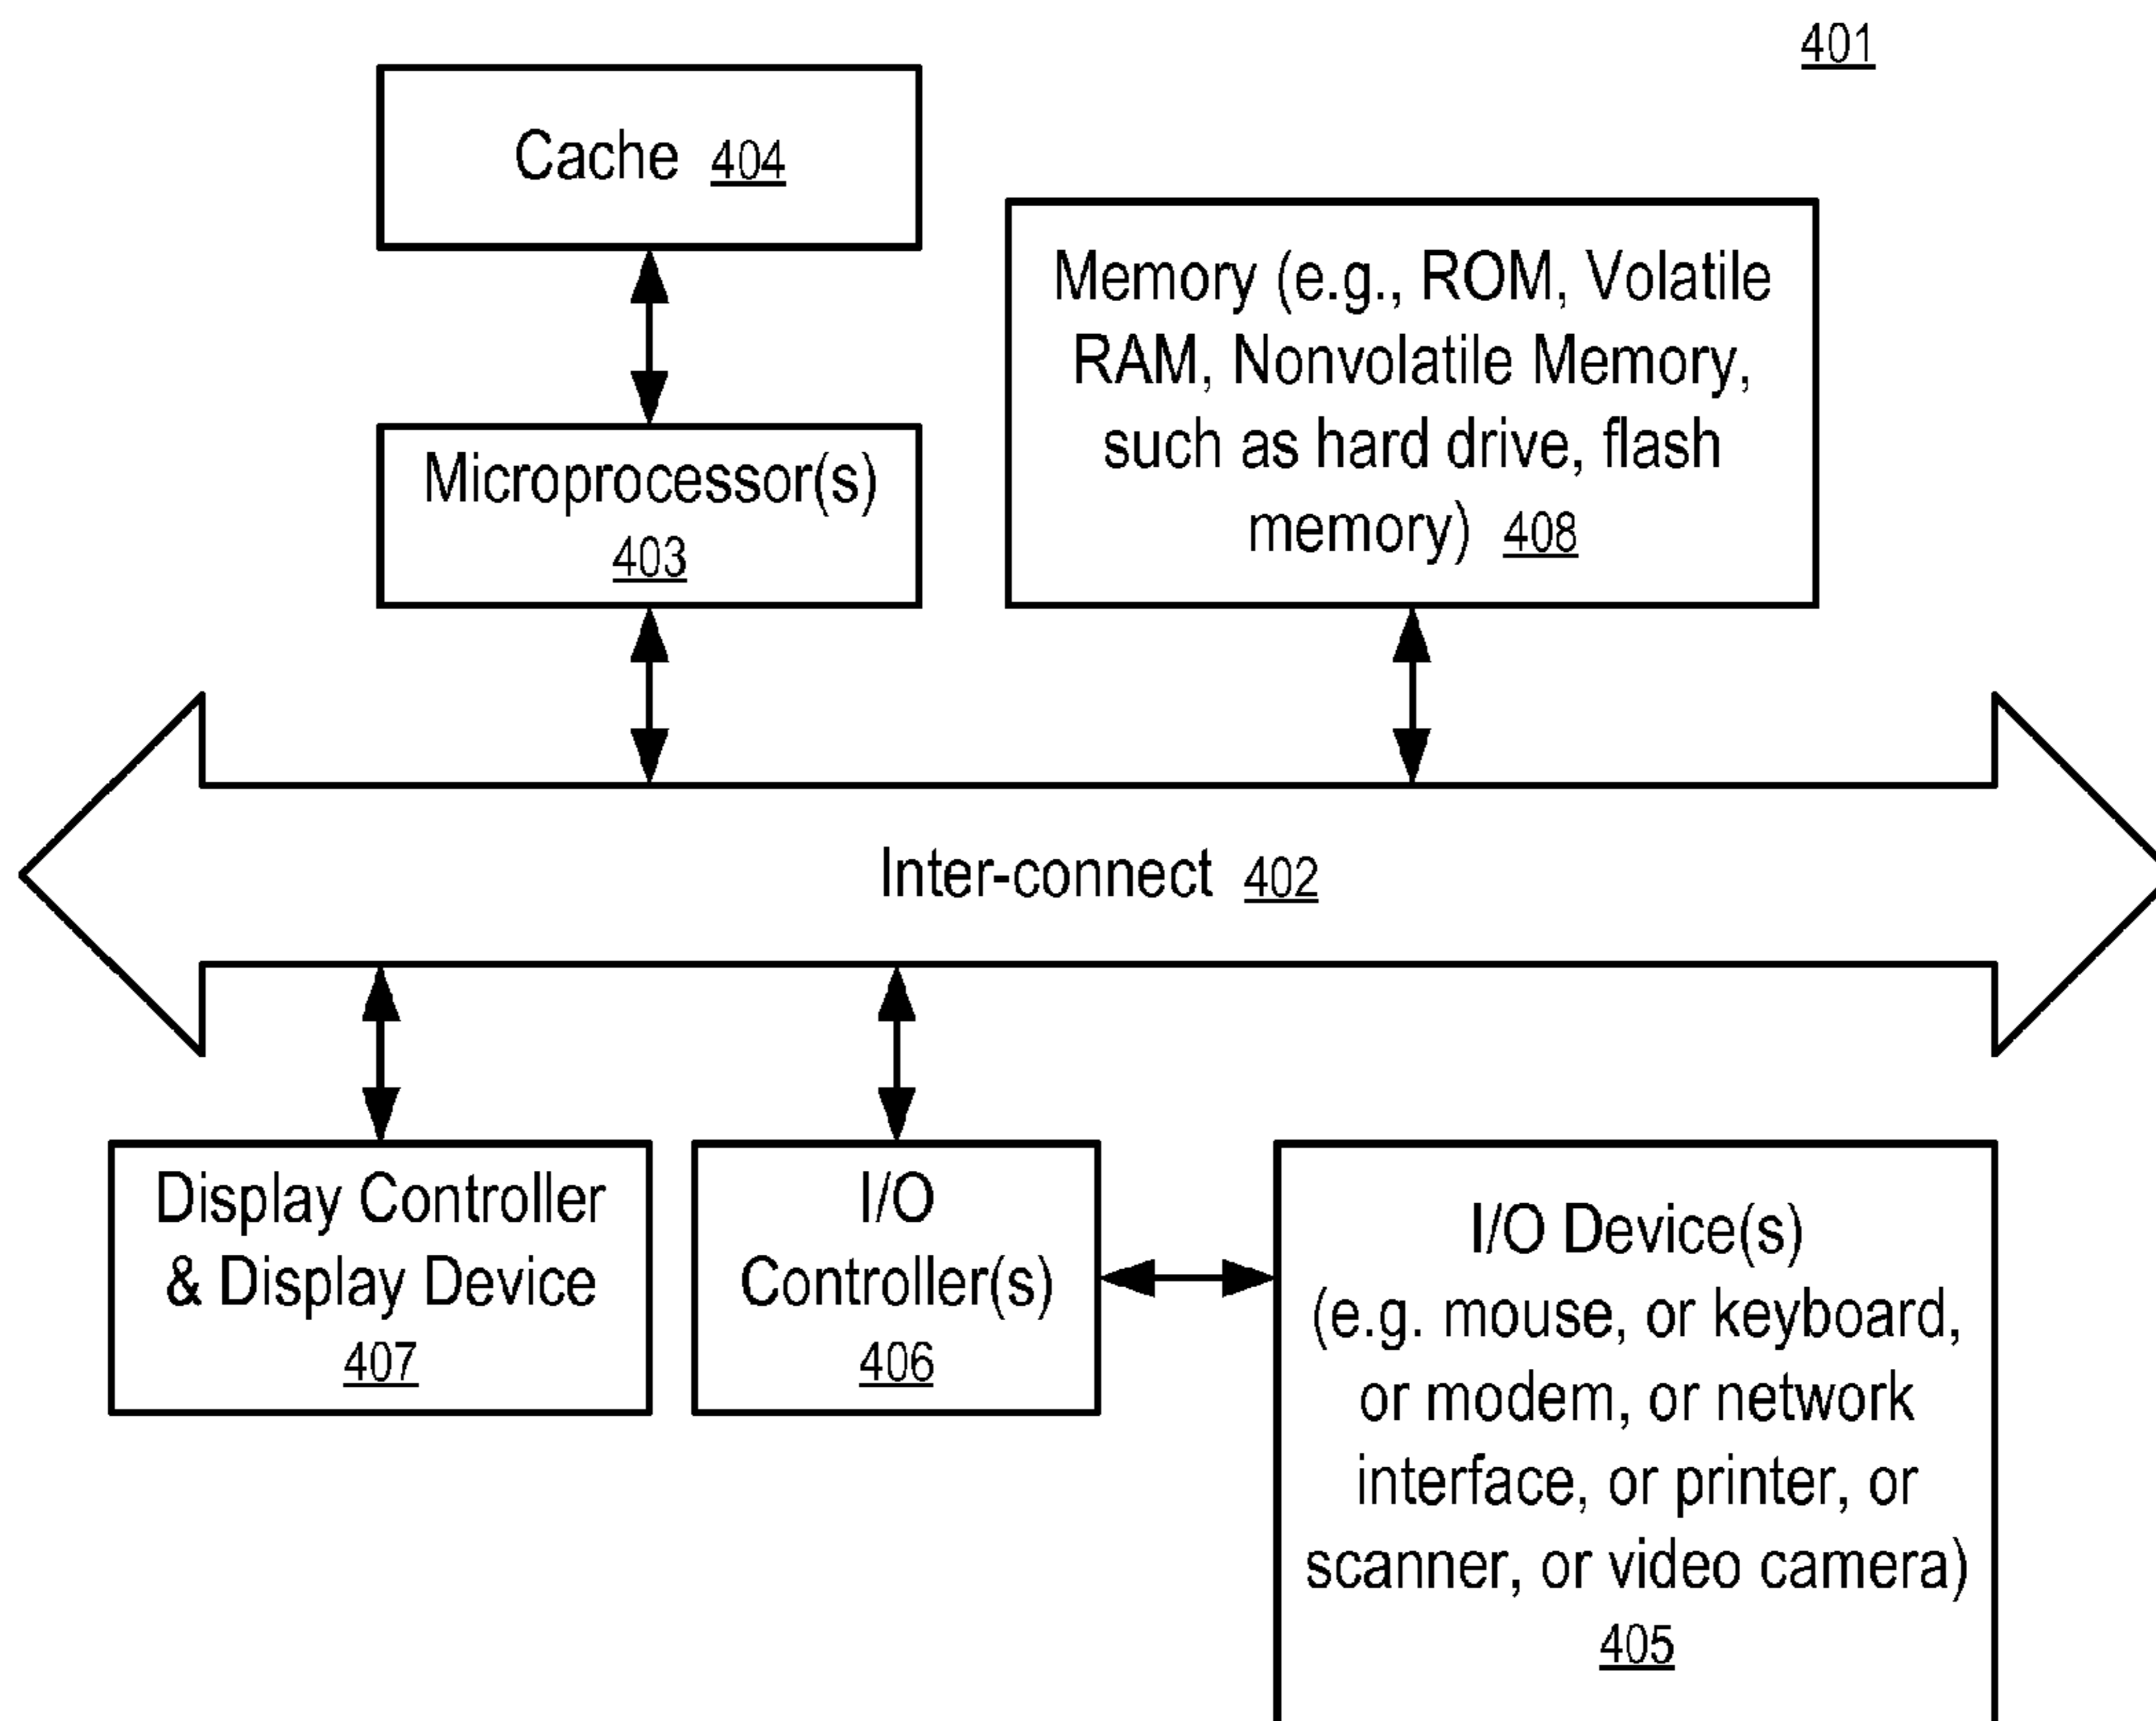 401
Cache 404
Memory (e.g., ROM, Volatile
RAM, Nonvolatile Memory,
such as hard drive, flash
memory) 408
Microprocessor(s)
403
Inter-connect 402
Display Controller
& Display Device
407
I/O
Controller(s)
406
I/O Device(s)
(e.g. mouse, or keyboard,
or modem, or network
interface, or printer, or
scanner, or video camera)
405